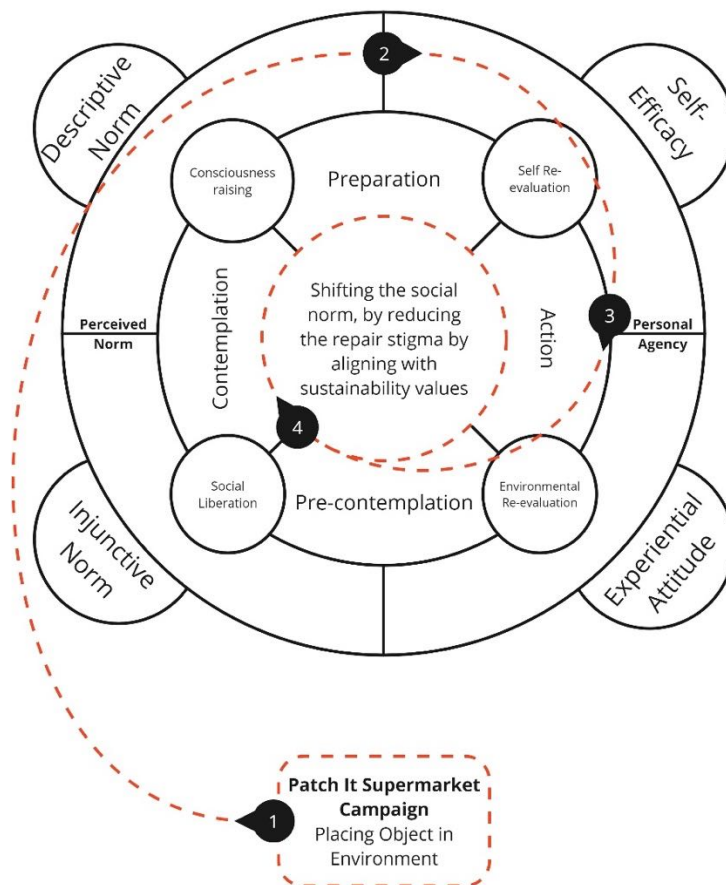 2
Descriptive
Norm
Self-
Efficacy
Consciousness
raising
Preparation
Self Re-
evaluation
Contemplation
Shifting the social
norm, by reducing
the repair stigma by
aligning with
sustainability values
Action
3
Perceived
Norm
Personal
Agency
4
Social
Liberation
Pre-contemplation
Environmental
Re-evaluation
Injunctive
Norm
Experiential
Attitude
1
Patch It Supermarket
Campaign
Placing Object in
Environment